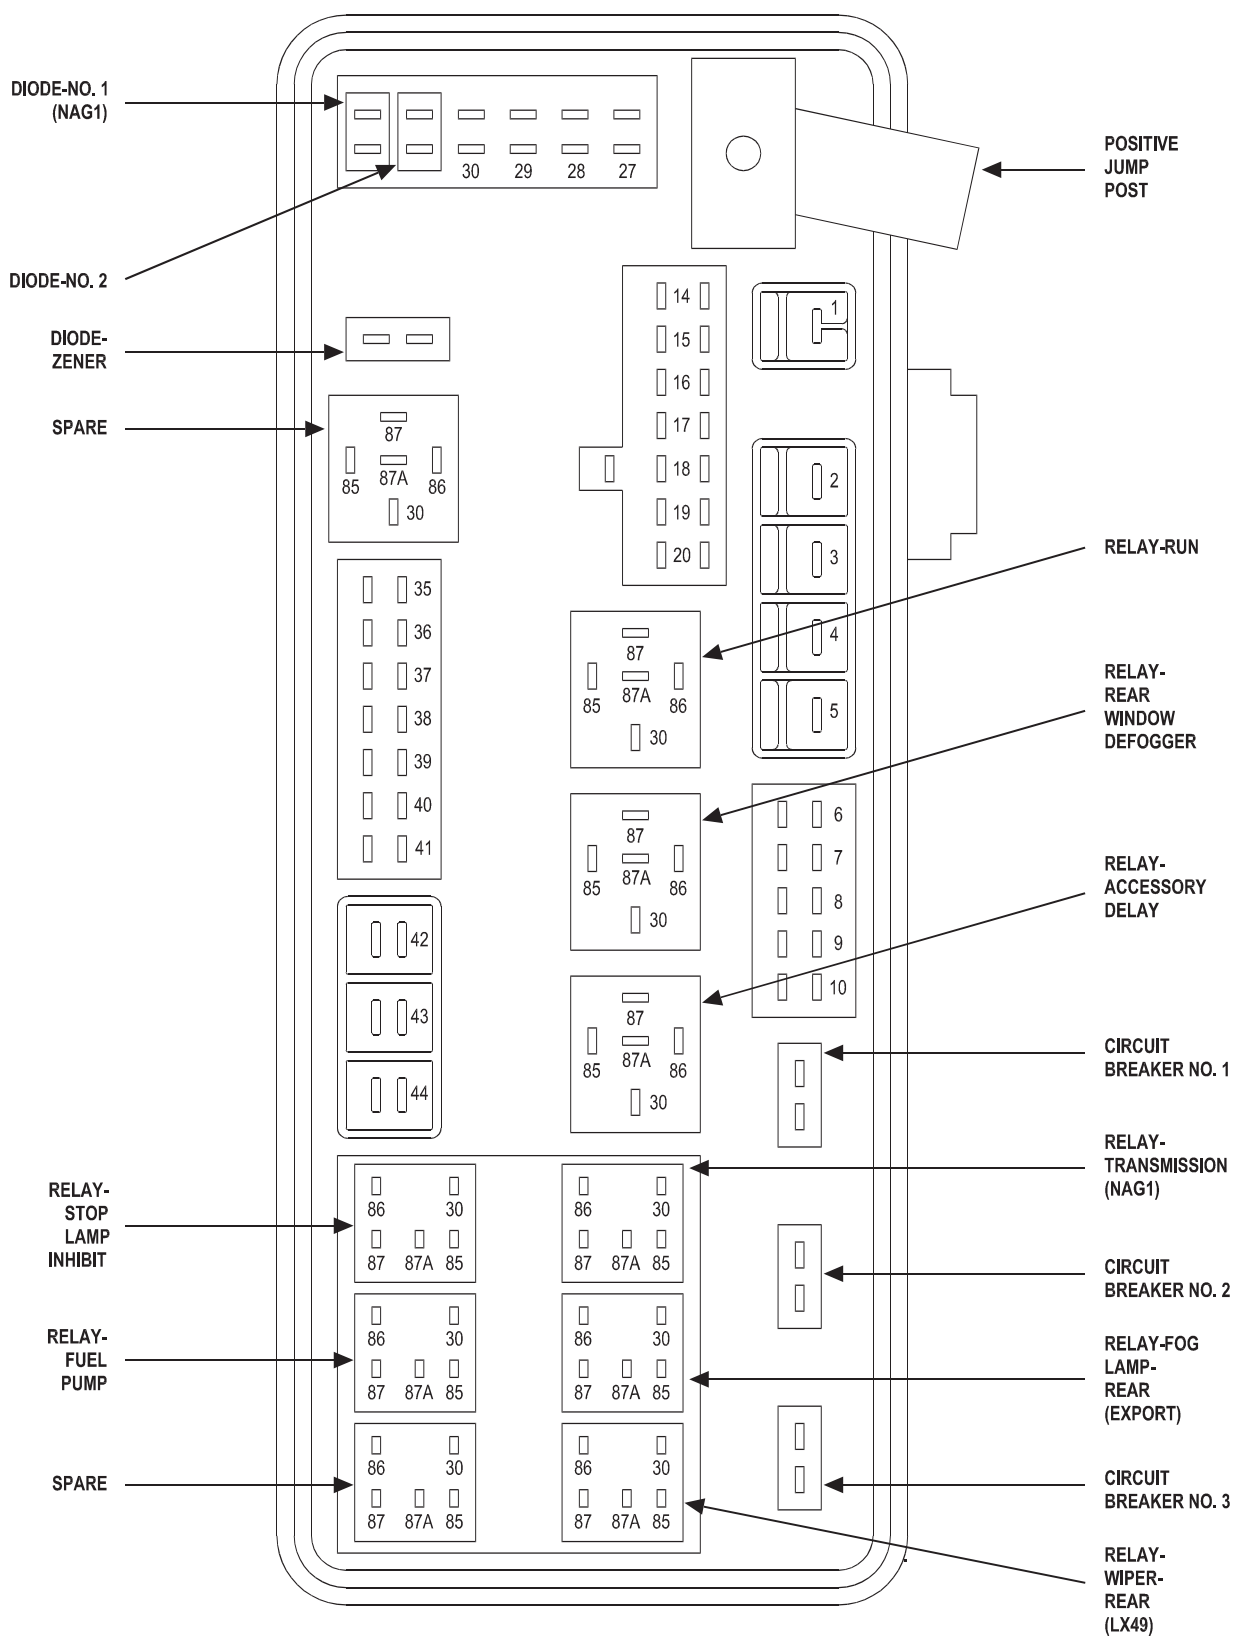 DIODE-NO. 1
(NAG1)
30 29 28 27
POSITIVE
JUMP
POST
DIODE-NO. 2
DIODE-
ZENER
SPARE
87
85 87A 86
30
14
15
16
17
18
19
20
1
2
3
4
5
RELAY-RUN
35
36
37
38
39
40
41
87
85 87A 86
30
RELAY-
REAR
WINDOW
DEFOGGER
87
85 87A 86
30
6
7
8
9
10
RELAY-
ACCESSORY
DELAY
42
43
44
87
85 87A 86
30
CIRCUIT
BREAKER NO. 1
RELAY-
STOP
LAMP
INHIBIT
86 30
87 87A 85
86 30
87 87A 85
RELAY-
TRANSMISSION
(NAG1)
CIRCUIT
BREAKER NO. 2
RELAY-
FUEL
PUMP
86 30
87 87A 85
86 30
87 87A 85
RELAY-FOG
LAMP-
REAR
(EXPORT)
SPARE
86 30
87 87A 85
86 30
87 87A 85
CIRCUIT
BREAKER NO. 3
RELAY-
WIPER-
REAR
(LX49)